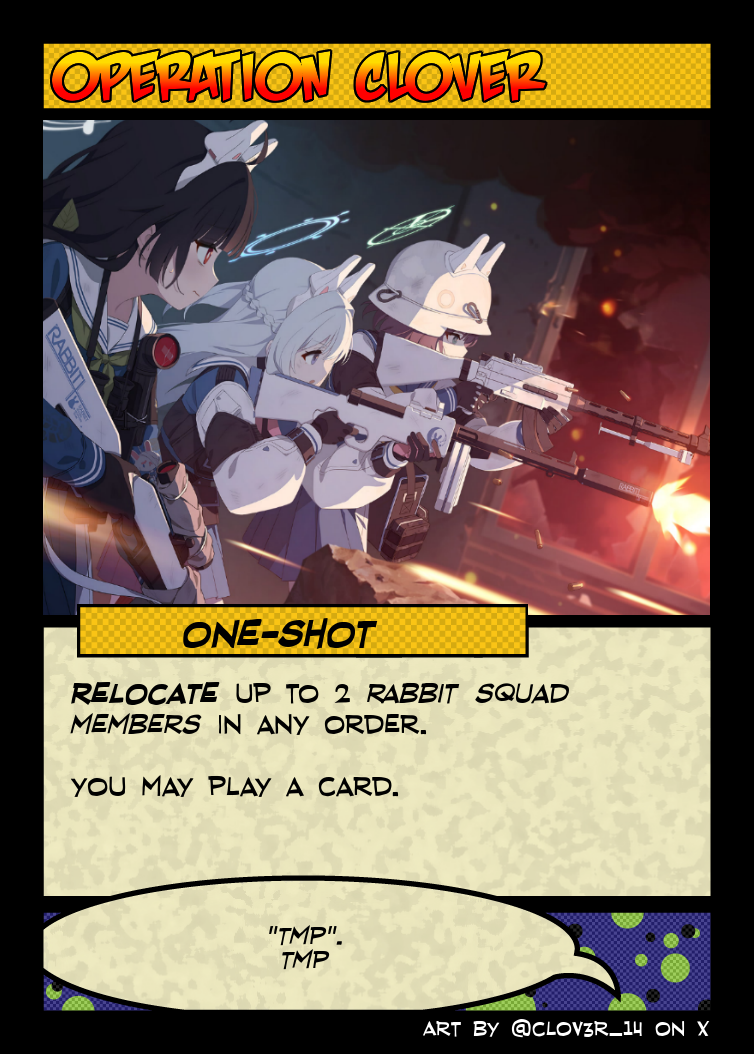 OPERATION CLOVER
RABBIT
RABBIT
ONE-SHOT
RELOCATE UP TO 2 RABBIT SQUAD
MEMBERS IN ANY ORDER.
YOU MAY PLAY A CARD.
"TMP".
TMP
ART BY @CLOV3R_14 ON X